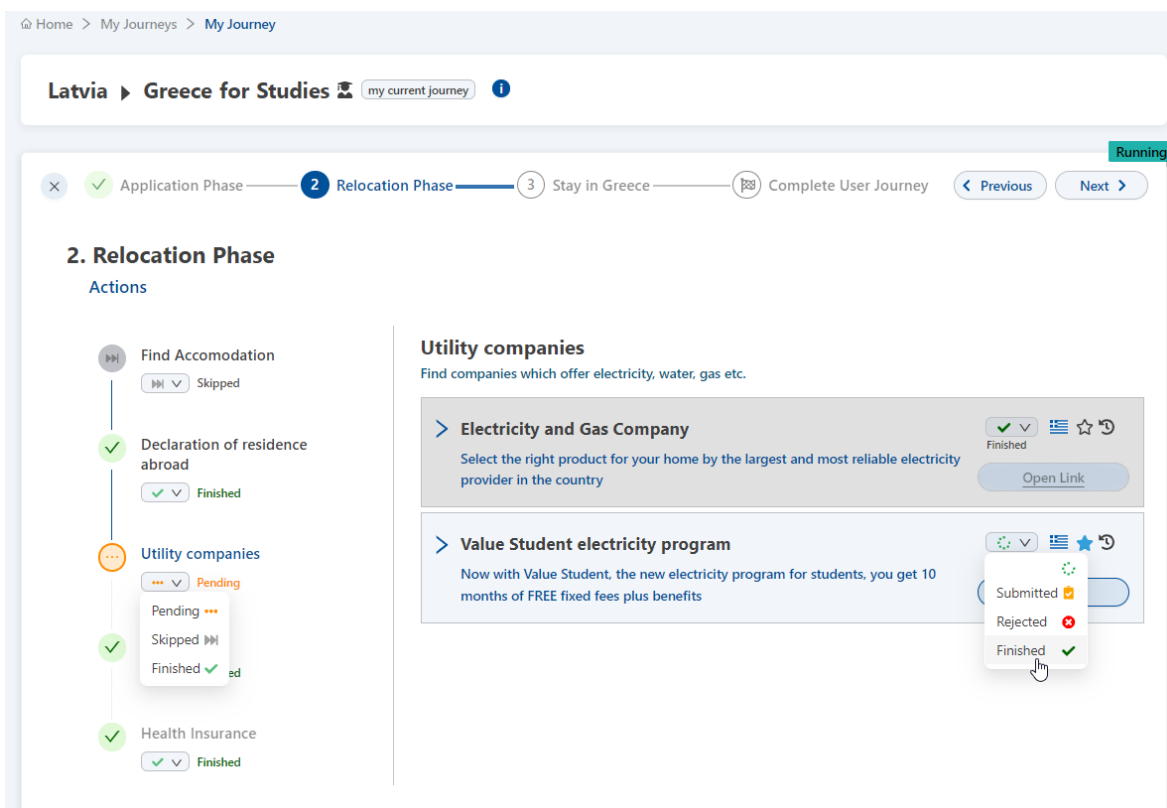 Home > My Journeys > My Journey
Latvia Greece for Studies my current journey i
Running
Application Phase 2 Relocation Phase 3 Stay in Greece Complete User Journey Previous Next
2. Relocation Phase
Actions
Find Accomodation
Skipped
Declaration of residence
abroad
Finished
Utility companies
Pending
Pending
Skipped
Finished
ed
Health Insurance
Finished
Utility companies
Find companies which offer electricity, water, gas etc.
Electricity and Gas Company
Finished
Select the right product for your home by the largest and most reliable electricity
provider in the country
Open Link
Value Student electricity program
Now with Value Student, the new electricity program for students, you get 10
months of FREE fixed fees plus benefits
Submitted
Rejected
Finished